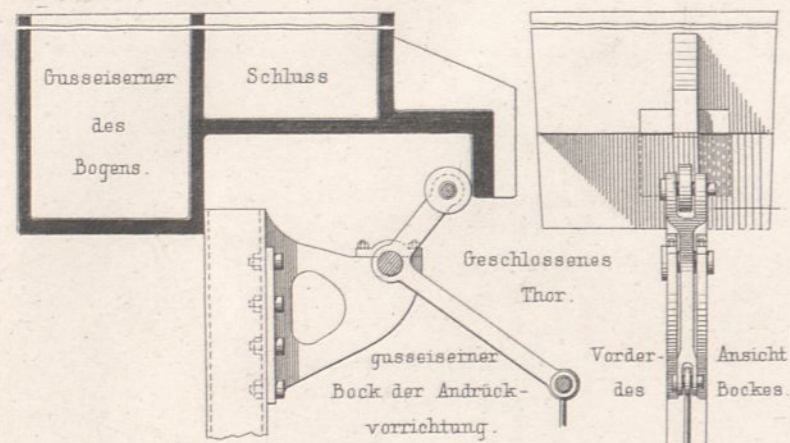 Gusseiserner Schluss
des
Bogens.
Geschlossenes
Thor.
gusseiserner
Bock der Andrück-
vorrichtung.
Vorder- Ansicht
des Bockes.